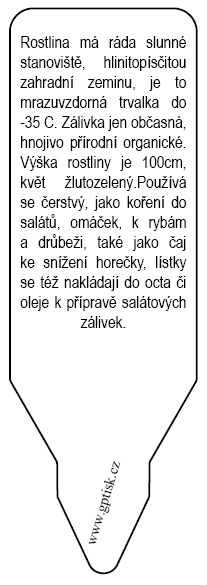 Rostlina má ráda slunné
stanoviště, hlinitopísčitou
zahradní zeminu, je to
mrazuvzdorná trvalka do
-35 C. Zálivka jen občasná,
hnojivo přírodní organické.
Výška rostliny je 100cm,
květ žlutozelený.Používá
se čerstvý, jako koření do
salátů, omáček, k rybám
a drůbeži, také jako čaj
ke snížení horečky, lístky
se též nakládají do octa či
oleje k přípravě salátových
zálivek.
www.gptisk.cz